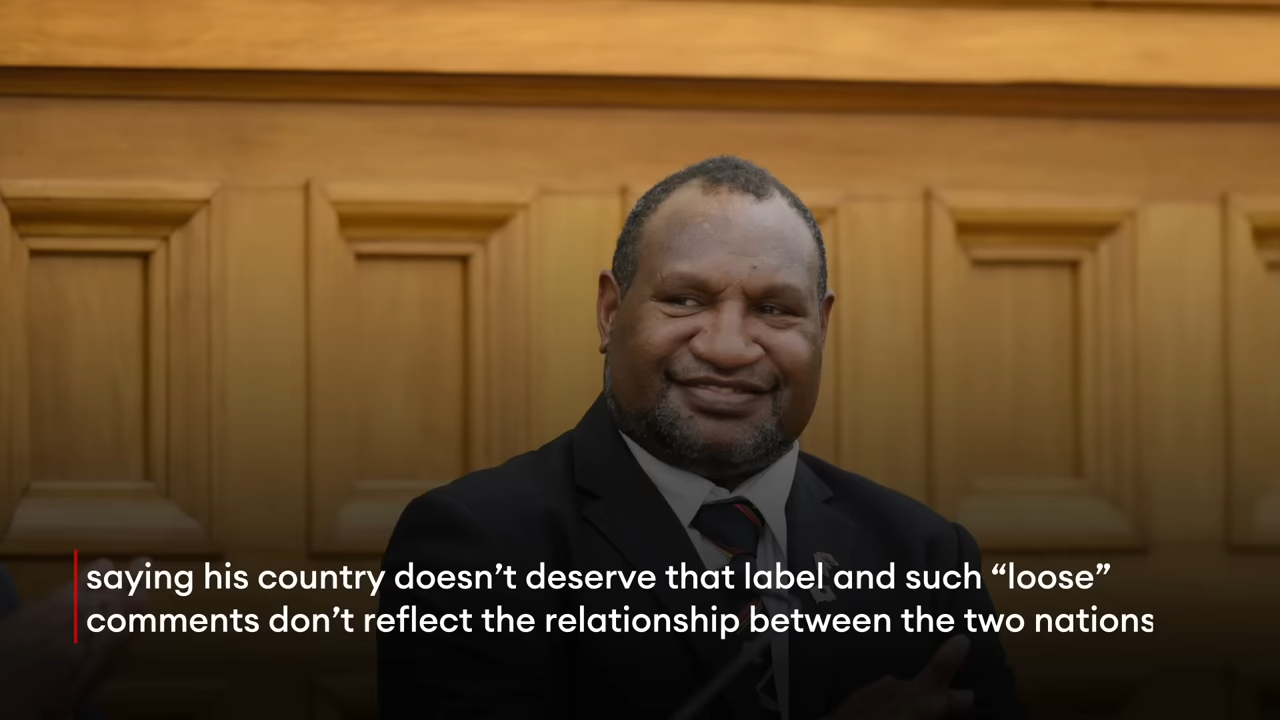 saying his country doesn’t deserve that label and such “loose”
comments don’t reflect the relationship between the two nations